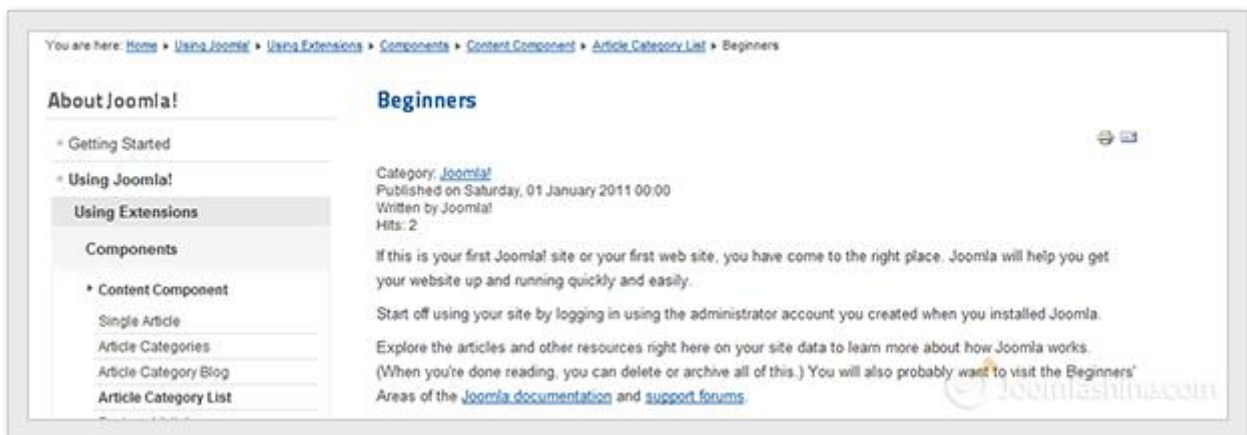 You are here: Home ▸ Using Joomla! ▸ Using Extensions ▸ Components ▸ Content Component ▸ Article Category List ▸ Beginners
About Joomla!
Getting Started
Using Joomla!
Using Extensions
Components
Content Component
Single Article
Article Categories
Article Category Blog
Article Category List
Beginners
Category: Joomla!
Published on Saturday, 01 January 2011 00:00
Written by Joomla!
Hits: 2
If this is your first Joomla! site or your first web site, you have come to the right place. Joomla will help you get
your website up and running quickly and easily.
Start off using your site by logging in using the administrator account you created when you installed Joomla.
Explore the articles and other resources right here on your site data to learn more about how Joomla works.
(When you're done reading, you can delete or archive all of this.) You will also probably want to visit the Beginners'
Areas of the Joomla documentation and support forums.
Joomlashine.com